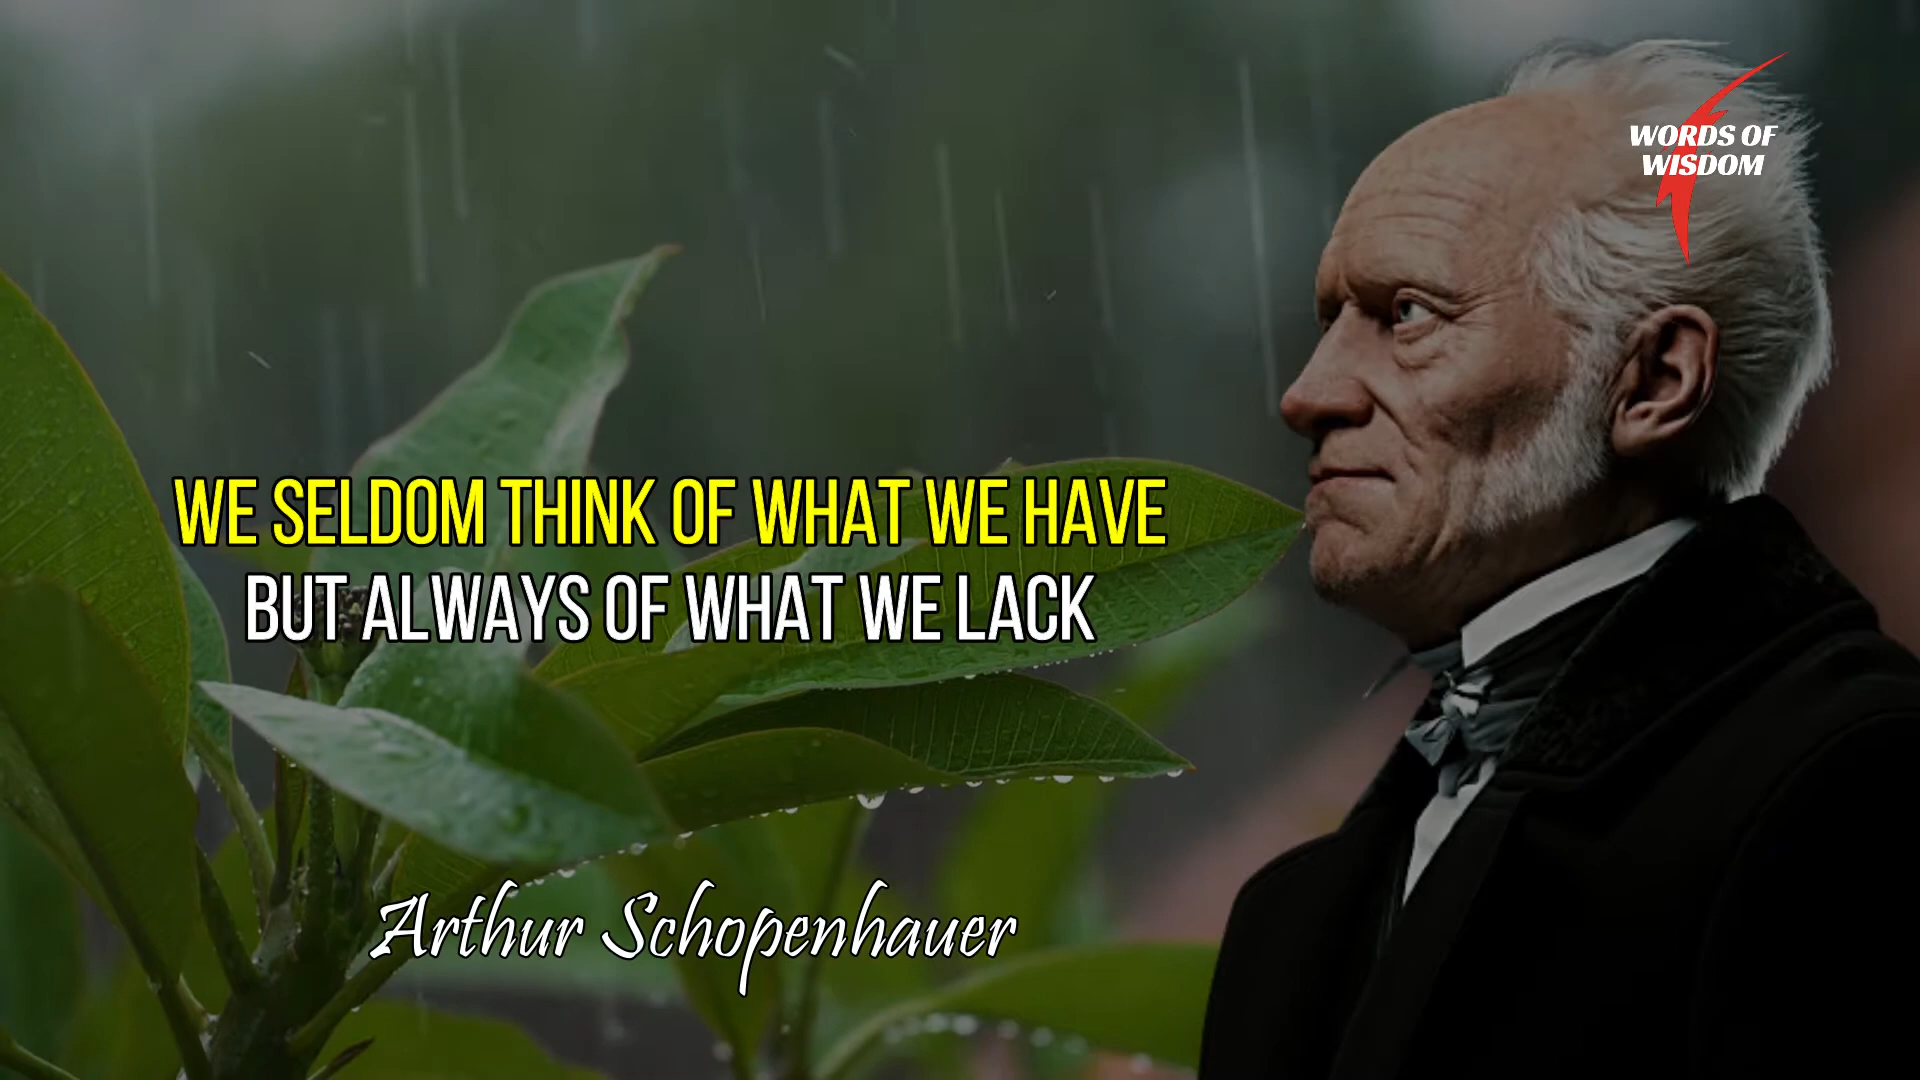 WORDS OF
WISDOM
WE SELDOM THINK OF WHAT WE HAVE
BUT ALWAYS OF WHAT WE LACK
Arthur Schopenhauer